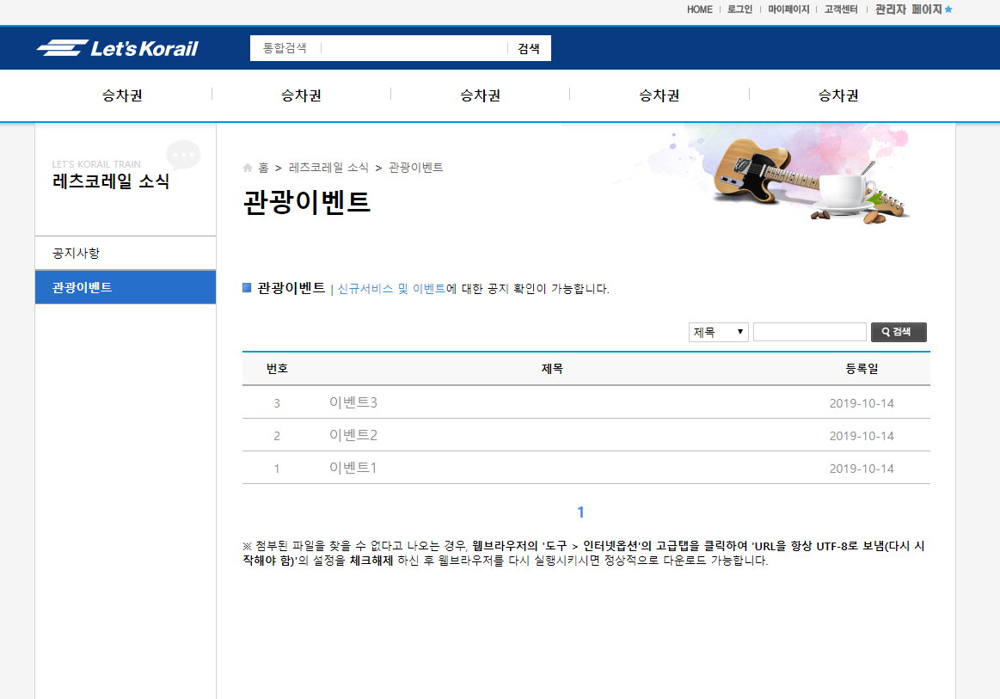 HOME 로그인 마이페이지 고객센터 관리자 페이지
Let's Korail 통합검색 검색
승차권 승차권 승차권 승차권 승차권
LET'S KORAIL TRAIN
레츠코레일 소식
공지사항
관광이벤트
홈 > 레츠코레일 소식 > 관광이벤트
관광이벤트
관광이벤트 | 신규서비스 및 이벤트에 대한 공지 확인이 가능합니다.
제목 검색
번호 제목 등록일
3 이벤트3 2019-10-14
2 이벤트2 2019-10-14
1 이벤트1 2019-10-14
1
※ 첨부된 파일을 찾을 수 없다고 나오는 경우, 웹브라우저의 '도구 > 인터넷옵션'의 고급탭을 클릭하여 'URL을 항상 UTF-8로 보냄(다시 시
작해야 함)'의 설정을 체크해제 하신 후 웹브라우저를 다시 실행시키시면 정상적으로 다운로드 가능합니다.